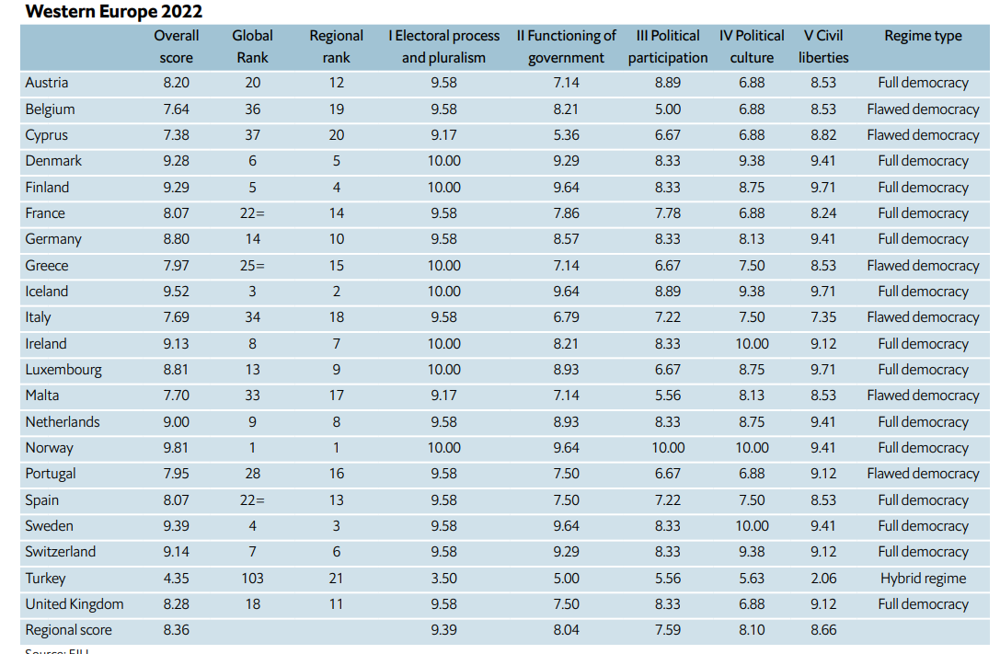 Western Europe 2022
Overall score Global Rank Regional rank I Electoral process and pluralism II Functioning of government III Political participation IV Political culture V Civil liberties Regime type
Austria 8.20 20 12 9.58 7.14 8.89 6.88 8.53 Full democracy
Belgium 7.64 36 19 9.58 8.21 5.00 6.88 8.53 Flawed democracy
Cyprus 7.38 37 20 9.17 5.36 6.67 6.88 8.82 Flawed democracy
Denmark 9.28 6 5 10.00 9.29 8.33 9.38 9.41 Full democracy
Finland 9.29 5 4 10.00 9.64 8.33 8.75 9.71 Full democracy
France 8.07 22= 14 9.58 7.86 7.78 6.88 8.24 Full democracy
Germany 8.80 14 10 9.58 8.57 8.33 8.13 9.41 Full democracy
Greece 7.97 25= 15 10.00 7.14 6.67 7.50 8.53 Flawed democracy
Iceland 9.52 3 2 10.00 9.64 8.89 9.38 9.71 Full democracy
Italy 7.69 34 18 9.58 6.79 7.22 7.50 7.35 Flawed democracy
Ireland 9.13 8 7 10.00 8.21 8.33 10.00 9.12 Full democracy
Luxembourg 8.81 13 9 10.00 8.93 6.67 8.75 9.71 Full democracy
Malta 7.70 33 17 9.17 7.14 5.56 8.13 8.53 Flawed democracy
Netherlands 9.00 9 8 9.58 8.93 8.33 8.75 9.41 Full democracy
Norway 9.81 1 1 10.00 9.64 10.00 10.00 9.41 Full democracy
Portugal 7.95 28 16 9.58 7.50 6.67 6.88 9.12 Flawed democracy
Spain 8.07 22= 13 9.58 7.50 7.22 7.50 8.53 Full democracy
Sweden 9.39 4 3 9.58 9.64 8.33 10.00 9.41 Full democracy
Switzerland 9.14 7 6 9.58 9.29 8.33 9.38 9.12 Full democracy
Turkey 4.35 103 21 3.50 5.00 5.56 5.63 2.06 Hybrid regime
United Kingdom 8.28 18 11 9.58 7.50 8.33 6.88 9.12 Full democracy
Regional score 8.36 9.39 8.04 7.59 8.10 8.66
Source: EIU